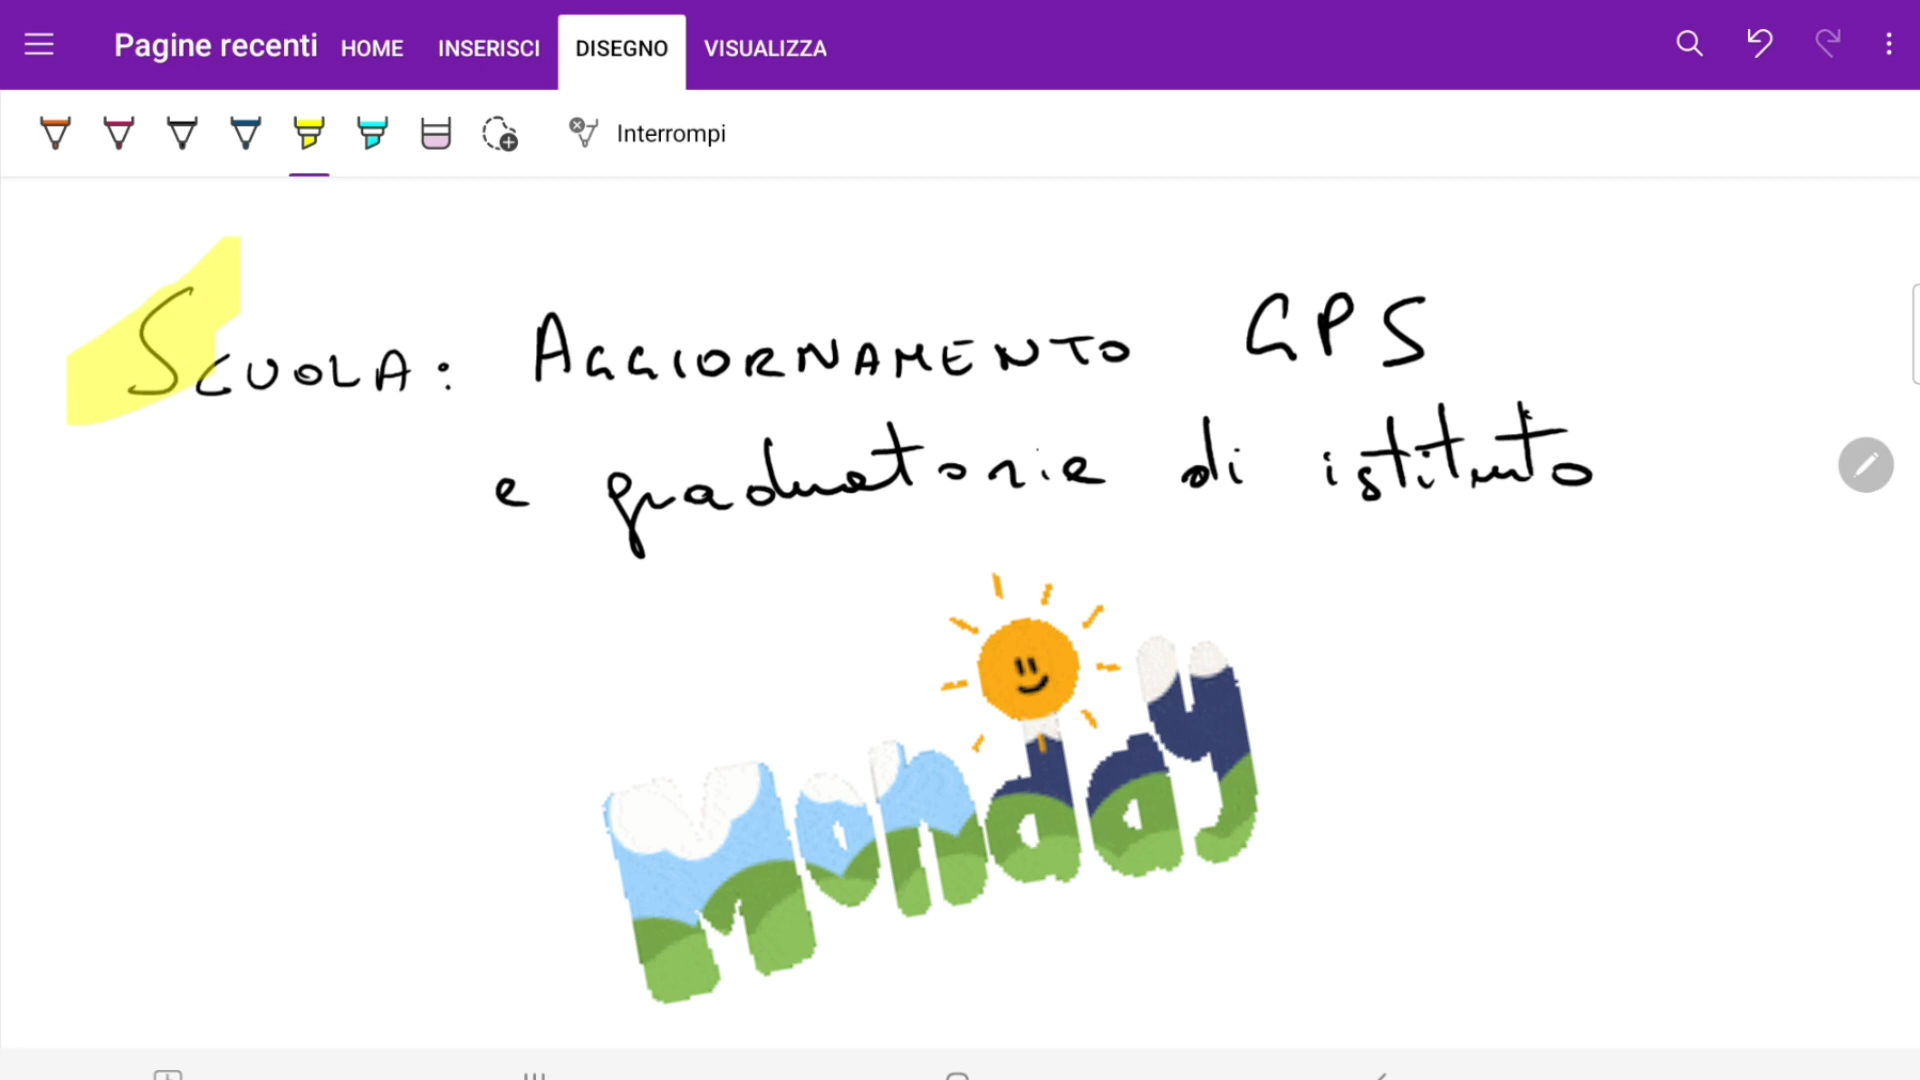 Pagine recenti HOME INSERISCI DISEGNO VISUALIZZA
Interrompi
SCUOLA: AGGIORNAMENTO GPS
e graduatorie di istituto
Monday